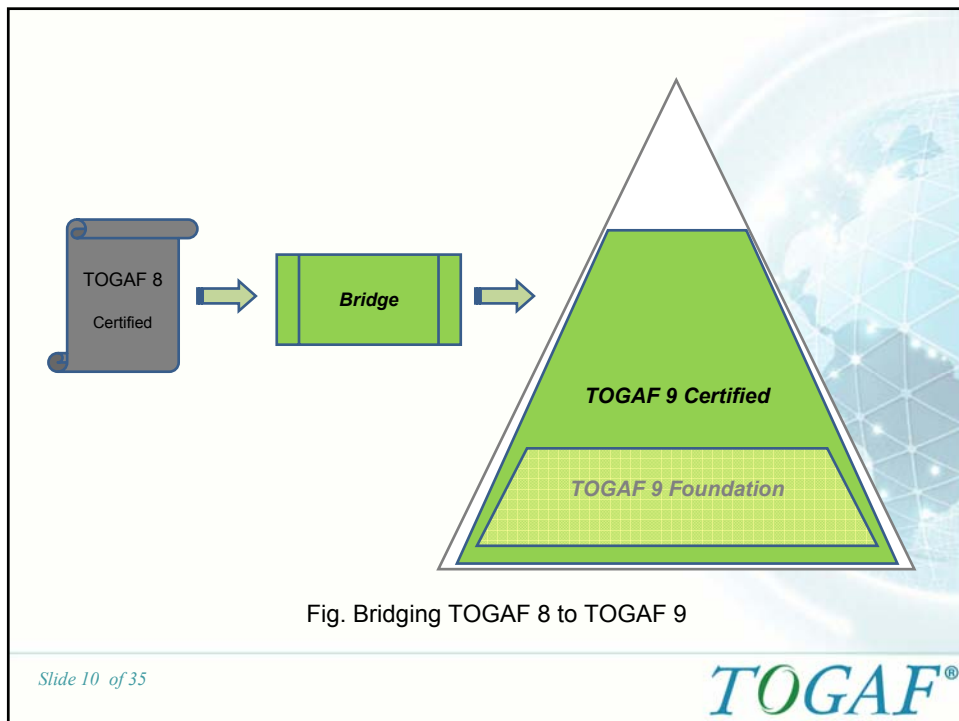 TOGAF 8
Certified
Bridge
TOGAF 9 Certified
TOGAF 9 Foundation
Fig. Bridging TOGAF 8 to TOGAF 9
Slide 10 of 35
TOGAF®